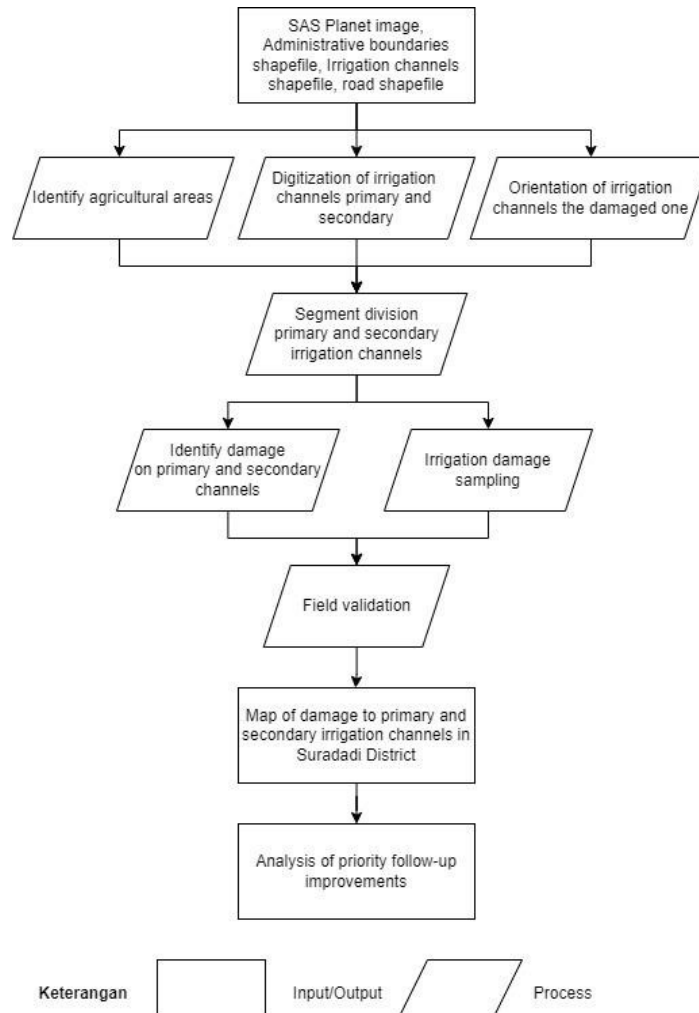 SAS Planet image,
Administrative boundaries
shapefile, Irrigation channels
shapefile, road shapefile
Identify agricultural areas
Digitization of irrigation
channels primary and
secondary
Orientation of irrigation
channels the damaged one
Segment division
primary and secondary
irrigation channels
Identify damage
on primary and secondary
channels
Irrigation damage
sampling
Field validation
Map of damage to primary and
secondary irrigation channels in
Suradadi District
Analysis of priority follow-up
improvements
Keterangan
Input/Output
Process